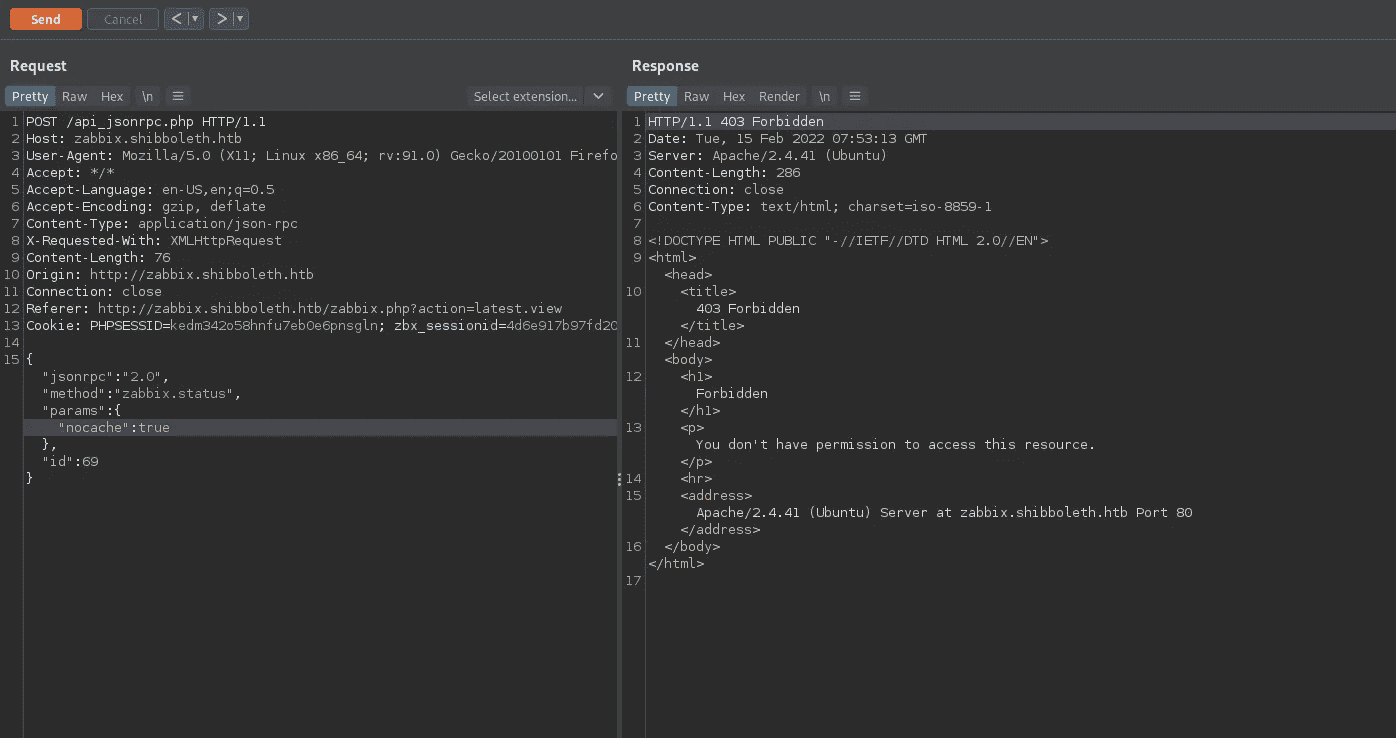 Send Cancel < ▼ > ▼
Request
Pretty Raw Hex \n ☰ Select extension...
1 POST /api_jsonrpc.php HTTP/1.1
2 Host: zabbix.shibboleth.htb
3 User-Agent: Mozilla/5.0 (X11; Linux x86_64; rv:91.0) Gecko/20100101 Firefo
4 Accept: */*
5 Accept-Language: en-US,en;q=0.5
6 Accept-Encoding: gzip, deflate
7 Content-Type: application/json-rpc
8 X-Requested-With: XMLHttpRequest
9 Content-Length: 76
10 Origin: http://zabbix.shibboleth.htb
11 Connection: close
12 Referer: http://zabbix.shibboleth.htb/zabbix.php?action=latest.view
13 Cookie: PHPSESSID=kedm342o58hnfu7eb0e6pnsgln; zbx_sessionid=4d6e917b97fd20
14
15 {
"jsonrpc":"2.0",
"method":"zabbix.status",
"params":{
"nocache":true
},
"id":69
}
Response
Pretty Raw Hex Render \n ☰
1 HTTP/1.1 403 Forbidden
2 Date: Tue, 15 Feb 2022 07:53:13 GMT
3 Server: Apache/2.4.41 (Ubuntu)
4 Content-Length: 286
5 Connection: close
6 Content-Type: text/html; charset=iso-8859-1
7
8 <!DOCTYPE HTML PUBLIC "-//IETF//DTD HTML 2.0//EN">
9 <html>
<head>
10 <title>
403 Forbidden
</title>
11 </head>
<body>
12 <h1>
Forbidden
</h1>
13 <p>
You don't have permission to access this resource.
</p>
14 <hr>
15 <address>
Apache/2.4.41 (Ubuntu) Server at zabbix.shibboleth.htb Port 80
</address>
16 </body>
</html>
17